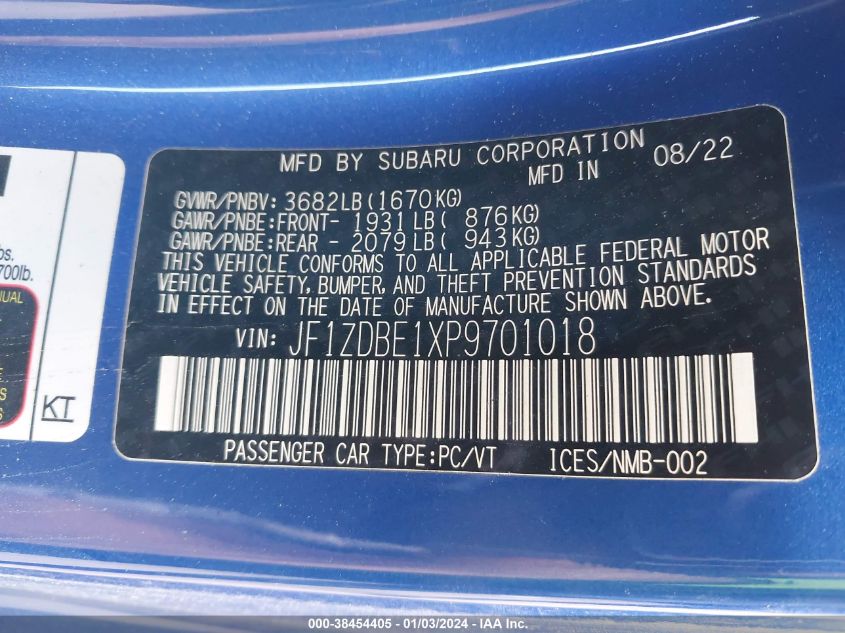 MFD BY SUBARU CORPORATION
MFD IN 08/22
GVWR/PNBV: 3682LB(1670KG)
GAWR/PNBE:FRONT- 1931LB( 876KG)
GAWR/PNBE:REAR - 2079LB( 943KG)
THIS VEHICLE CONFORMS TO ALL APPLICABLE FEDERAL MOTOR
VEHICLE SAFETY, BUMPER, AND THEFT PREVENTION STANDARDS
IN EFFECT ON THE DATE OF MANUFACTURE SHOWN ABOVE.
VIN: JF1ZDBE1XP9701018
PASSENGER CAR TYPE:PC/VT ICES/NMB-002
700lb.
KT
000-38454405 - 01/03/2024 - IAAI.com